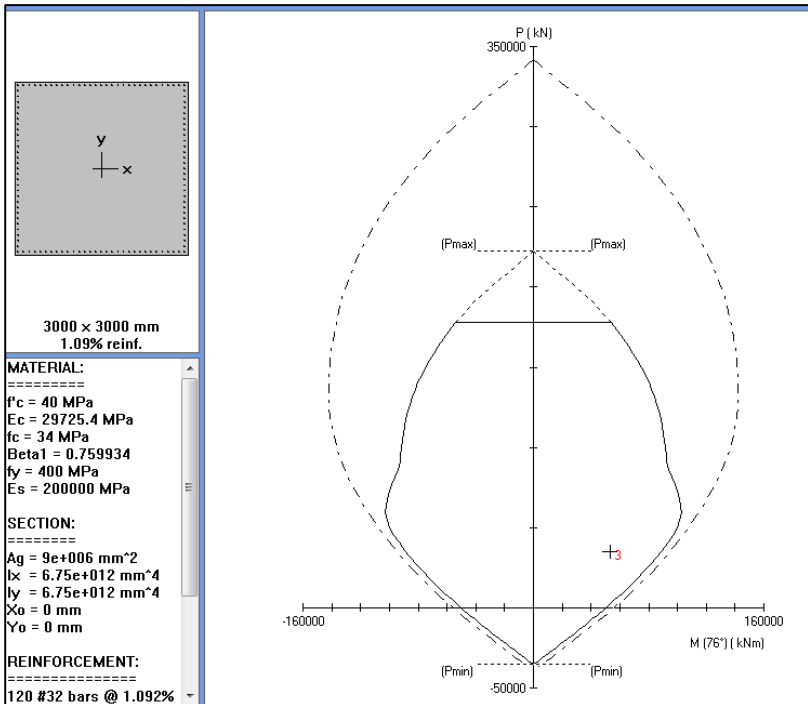 y
x
3000 x 3000 mm
1.09% reinf.
MATERIAL:
=========
f'c = 40 MPa
Ec = 29725.4 MPa
fc = 34 MPa
Beta1 = 0.759934
fy = 400 MPa
Es = 200000 MPa
SECTION:
========
Ag = 9e+006 mm^2
Ix = 6.75e+012 mm^4
Iy = 6.75e+012 mm^4
Xo = 0 mm
Yo = 0 mm
REINFORCEMENT:
===============
120 #32 bars @ 1.092%
P ( kN)
350000
(Pmax) (Pmax)
3
-160000 160000
M (76°) ( kNm)
(Pmin) (Pmin)
-50000